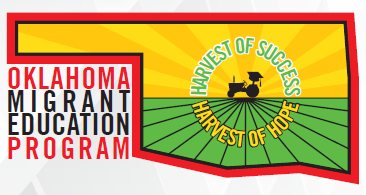 HARVEST OF SUCCESS
HARVEST OF HOPE
OKLAHOMA
MIGRANT
EDUCATION
PROGRAM